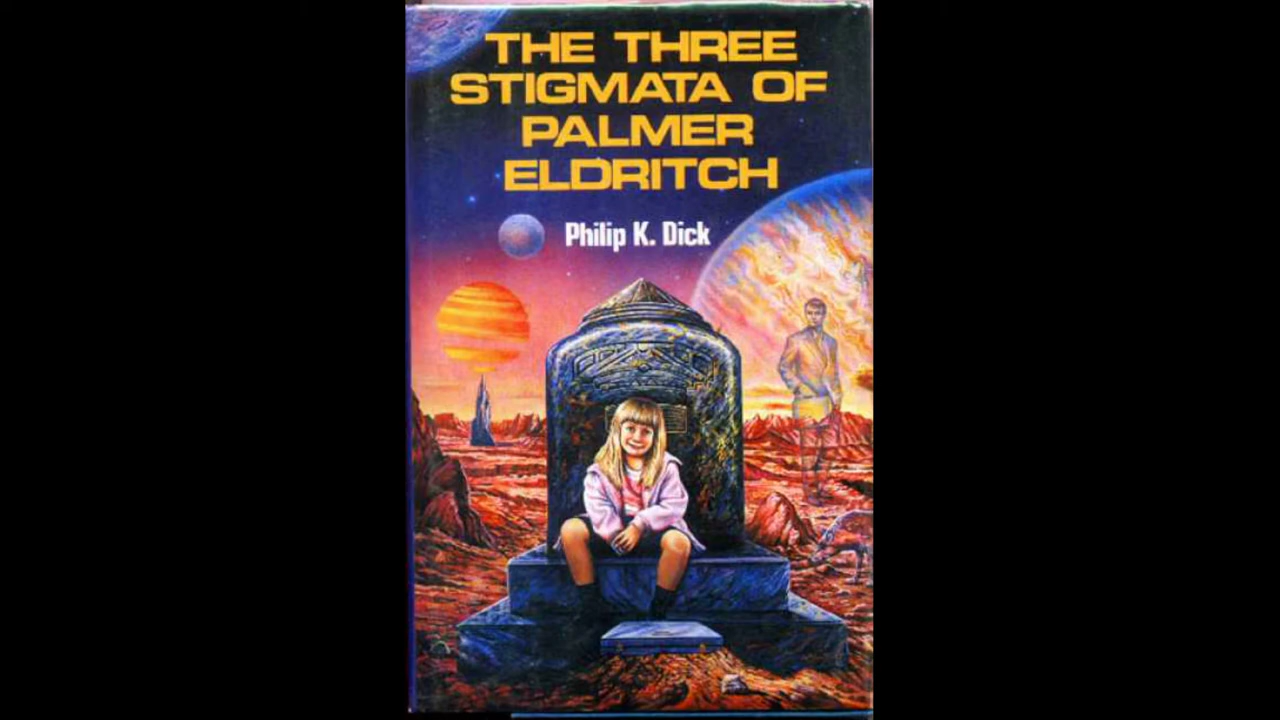 THE THREE
STIGMATA OF
PALMER
ELDRITCH
Philip K. Dick